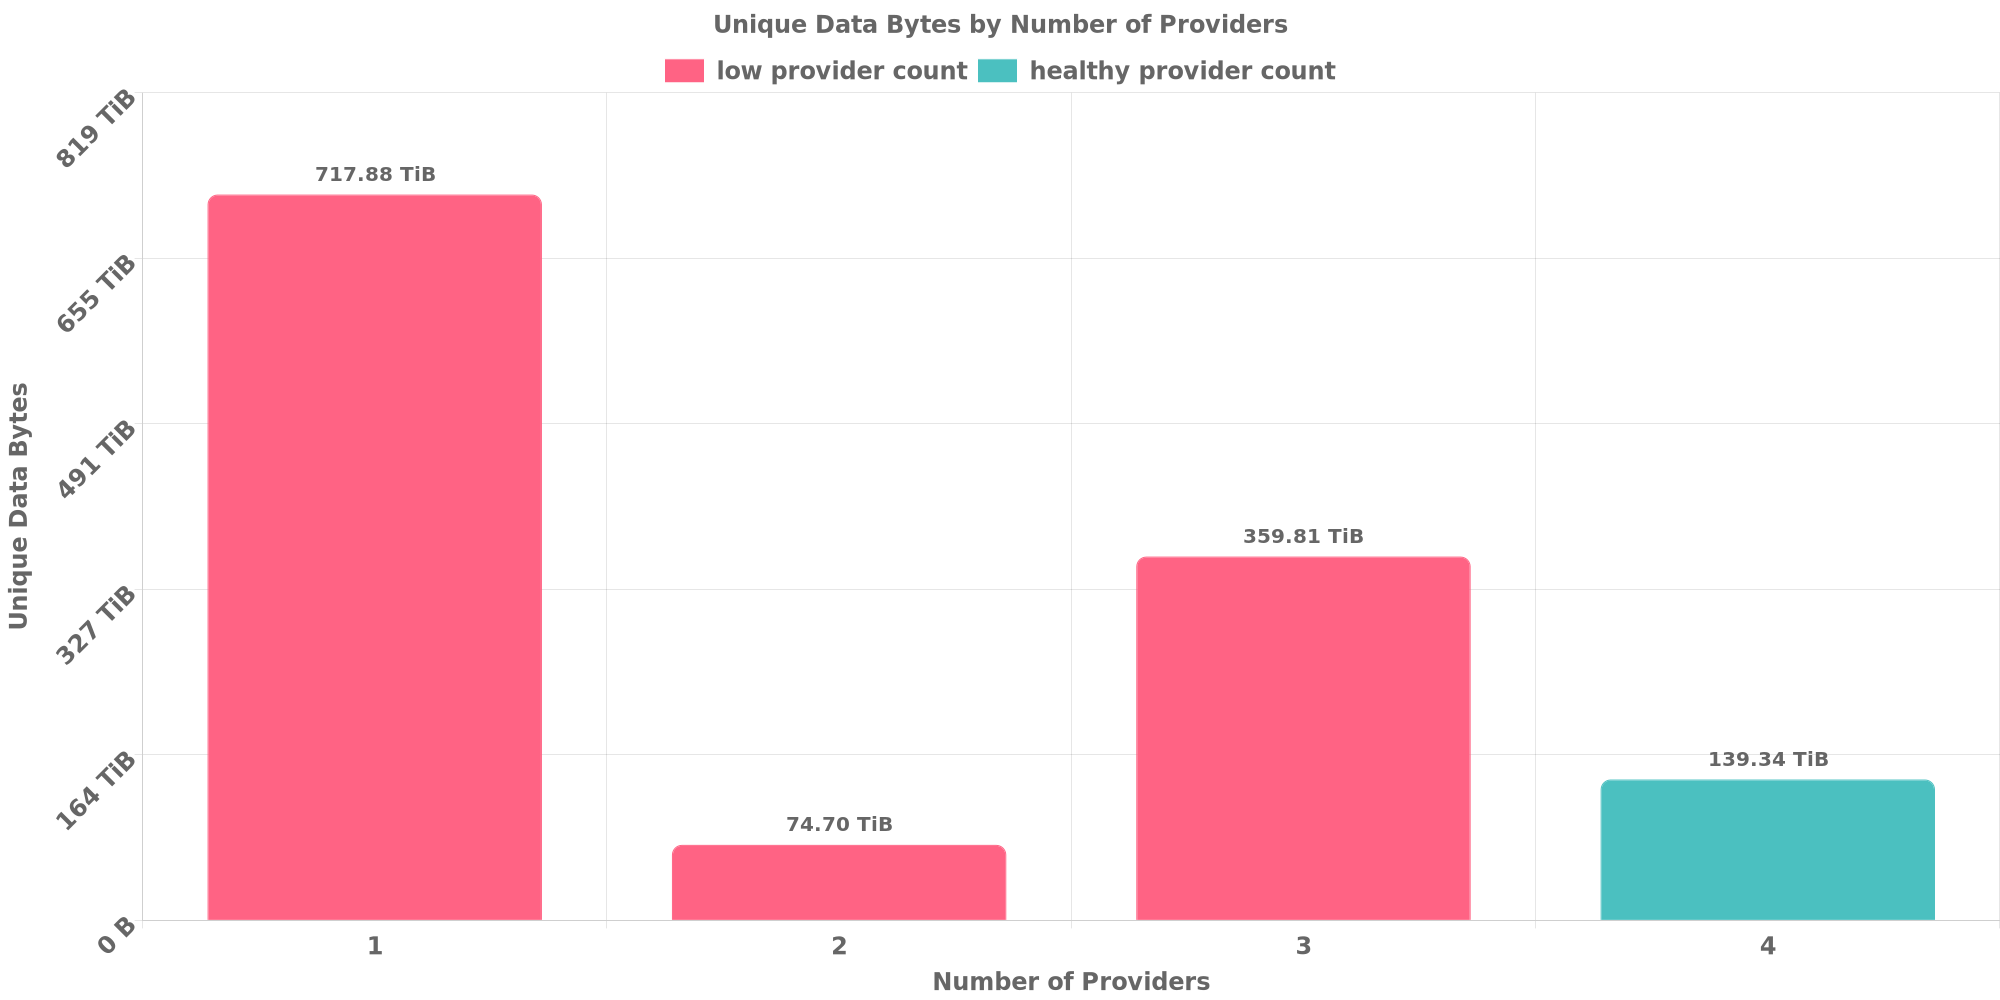 Unique Data Bytes by Number of Providers
low provider count healthy provider count
819 TiB
655 TiB
491 TiB
327 TiB
164 TiB
0 B
Unique Data Bytes
717.88 TiB
74.70 TiB
359.81 TiB
139.34 TiB
1 2 3 4
Number of Providers